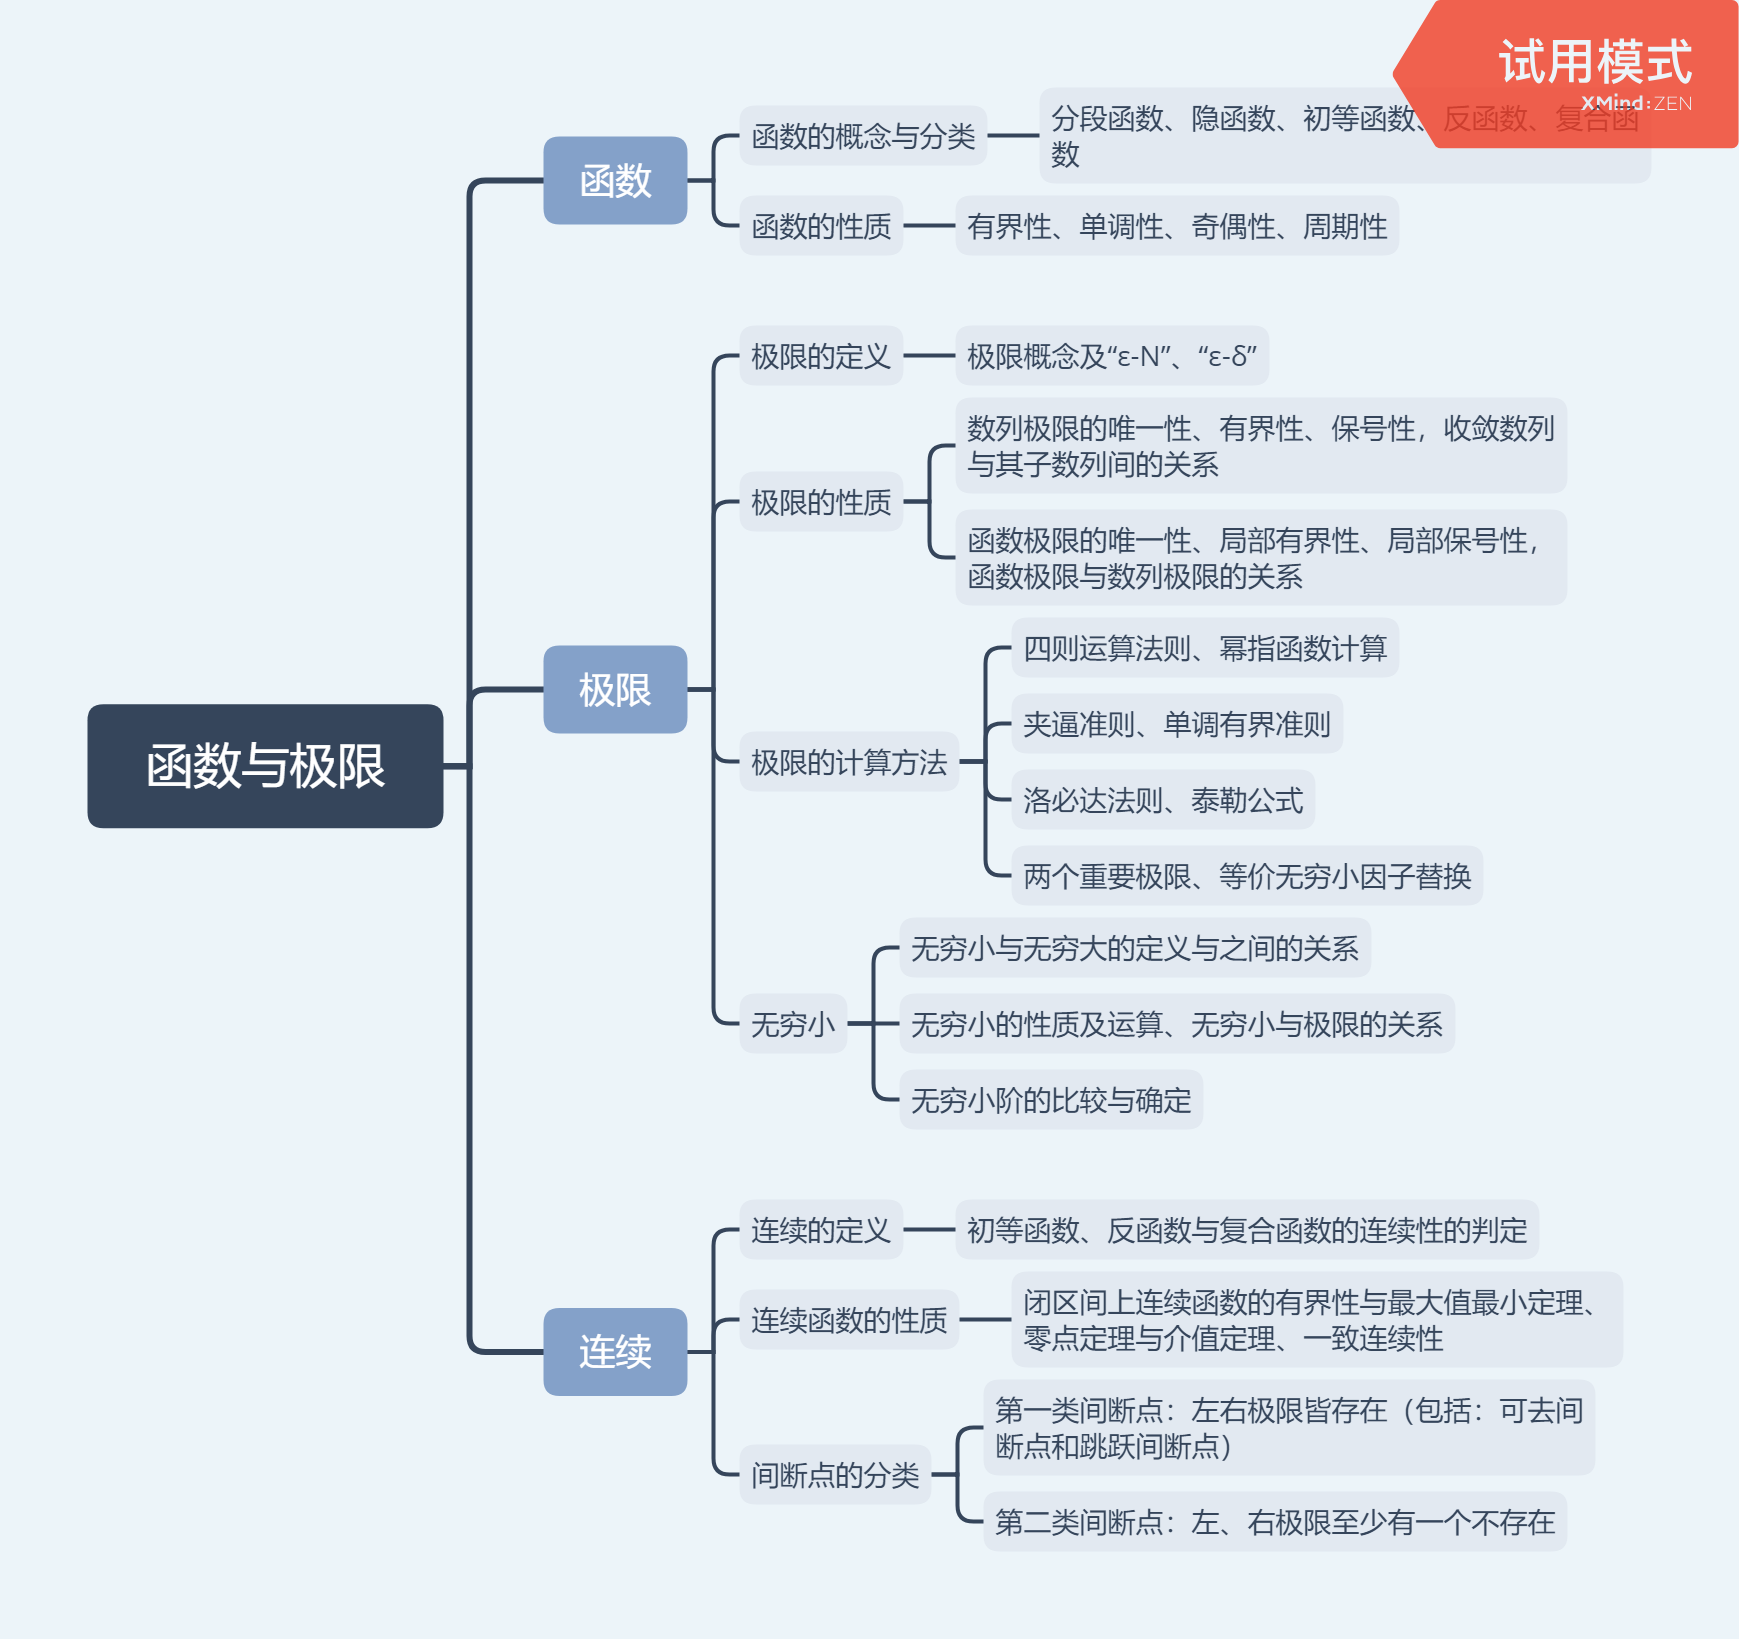 试用模式
XMind:ZEN
函数与极限
函数
函数的概念与分类
分段函数、隐函数、初等函数、反函数、复合函
数
函数的性质
有界性、单调性、奇偶性、周期性
极限
极限的定义
极限概念及“ε-N”、“ε-δ”
极限的性质
数列极限的唯一性、有界性、保号性，收敛数列
与其子数列间的关系
函数极限的唯一性、局部有界性、局部保号性，
函数极限与数列极限的关系
极限的计算方法
四则运算法则、幂指函数计算
夹逼准则、单调有界准则
洛必达法则、泰勒公式
两个重要极限、等价无穷小因子替换
无穷小
无穷小与无穷大的定义与之间的关系
无穷小的性质及运算、无穷小与极限的关系
无穷小阶的比较与确定
连续
连续的定义
初等函数、反函数与复合函数的连续性的判定
连续函数的性质
闭区间上连续函数的有界性与最大值最小定理、
零点定理与介值定理、一致连续性
间断点的分类
第一类间断点：左右极限皆存在（包括：可去间
断点和跳跃间断点）
第二类间断点：左、右极限至少有一个不存在